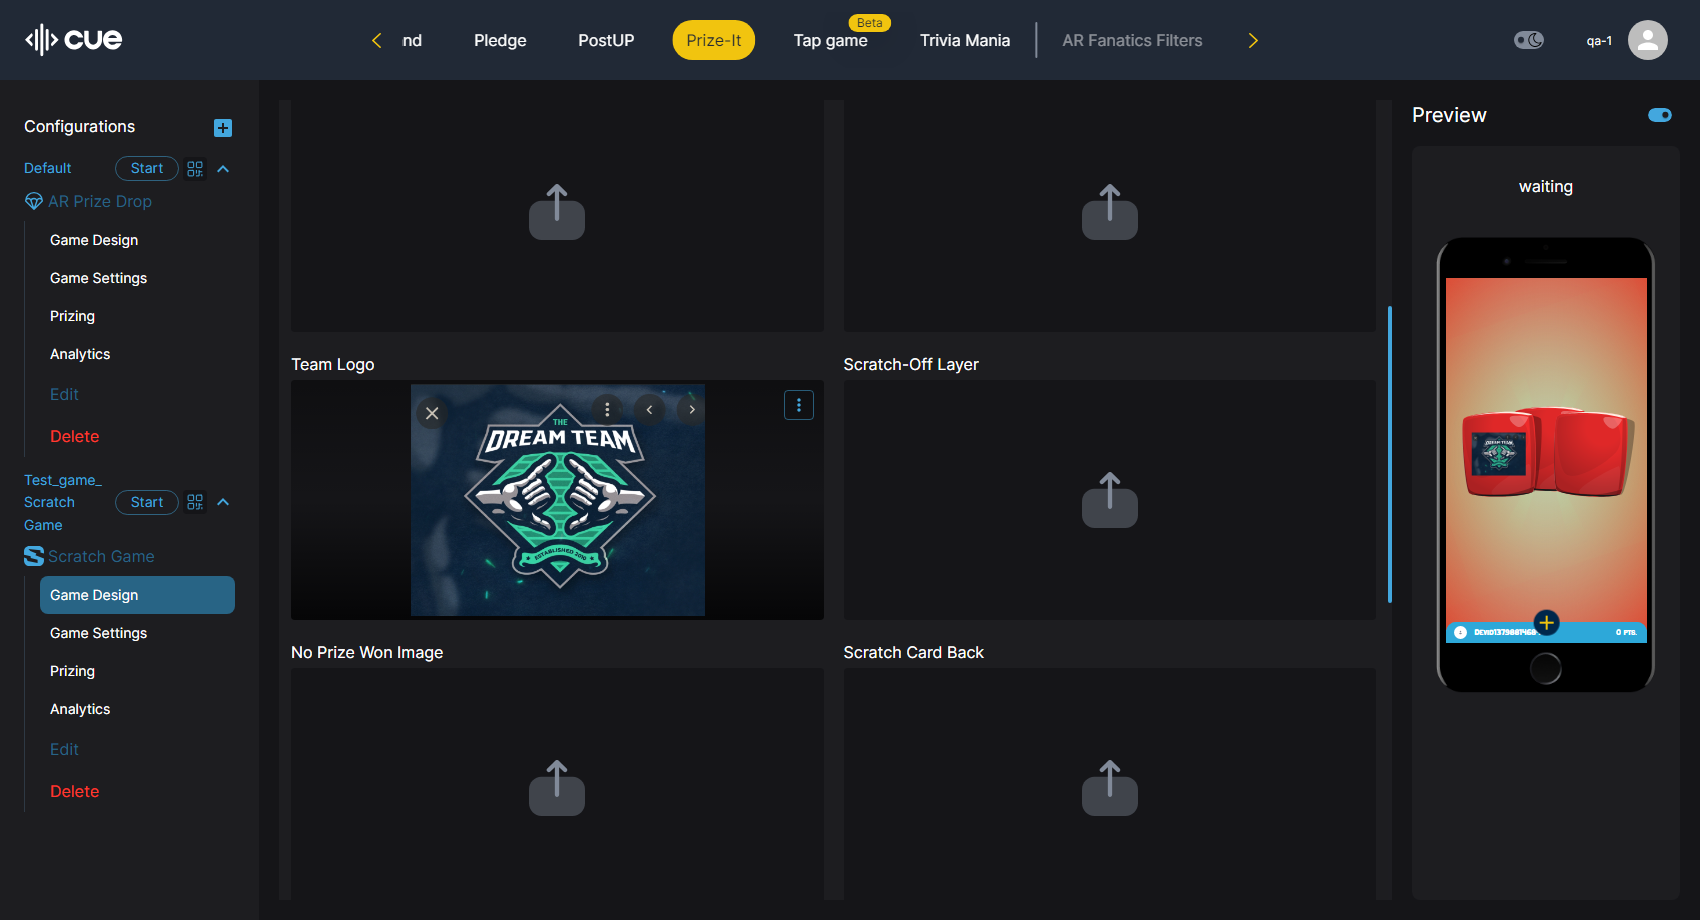 cue
nd
Pledge
PostUP
Prize-It
Beta
Tap game
Trivia Mania
AR Fanatics Filters
qa-1
Configurations
Default
Start
AR Prize Drop
Game Design
Game Settings
Prizing
Analytics
Edit
Delete
Test_game_
Scratch
Game
Start
Scratch Game
Game Design
Game Settings
Prizing
Analytics
Edit
Delete
Team Logo
THE
DREAM TEAM
ESTABLISHED 2010
Scratch-Off Layer
No Prize Won Image
Scratch Card Back
Preview
waiting
DREAM TEAM
0 PTS.